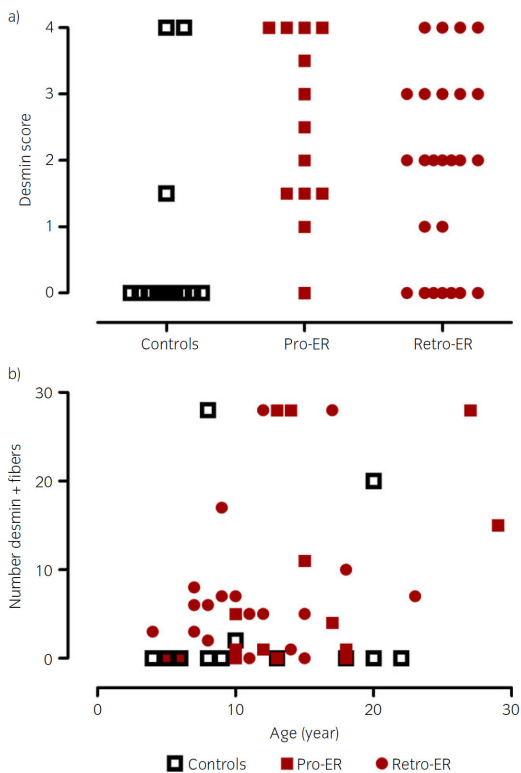 a)
4
3
2
1
0
Desmin score
Controls Pro-ER Retro-ER
b)
30
20
10
0
Number desmin + fibers
0 10 20 30
Age (year)
Controls Pro-ER Retro-ER